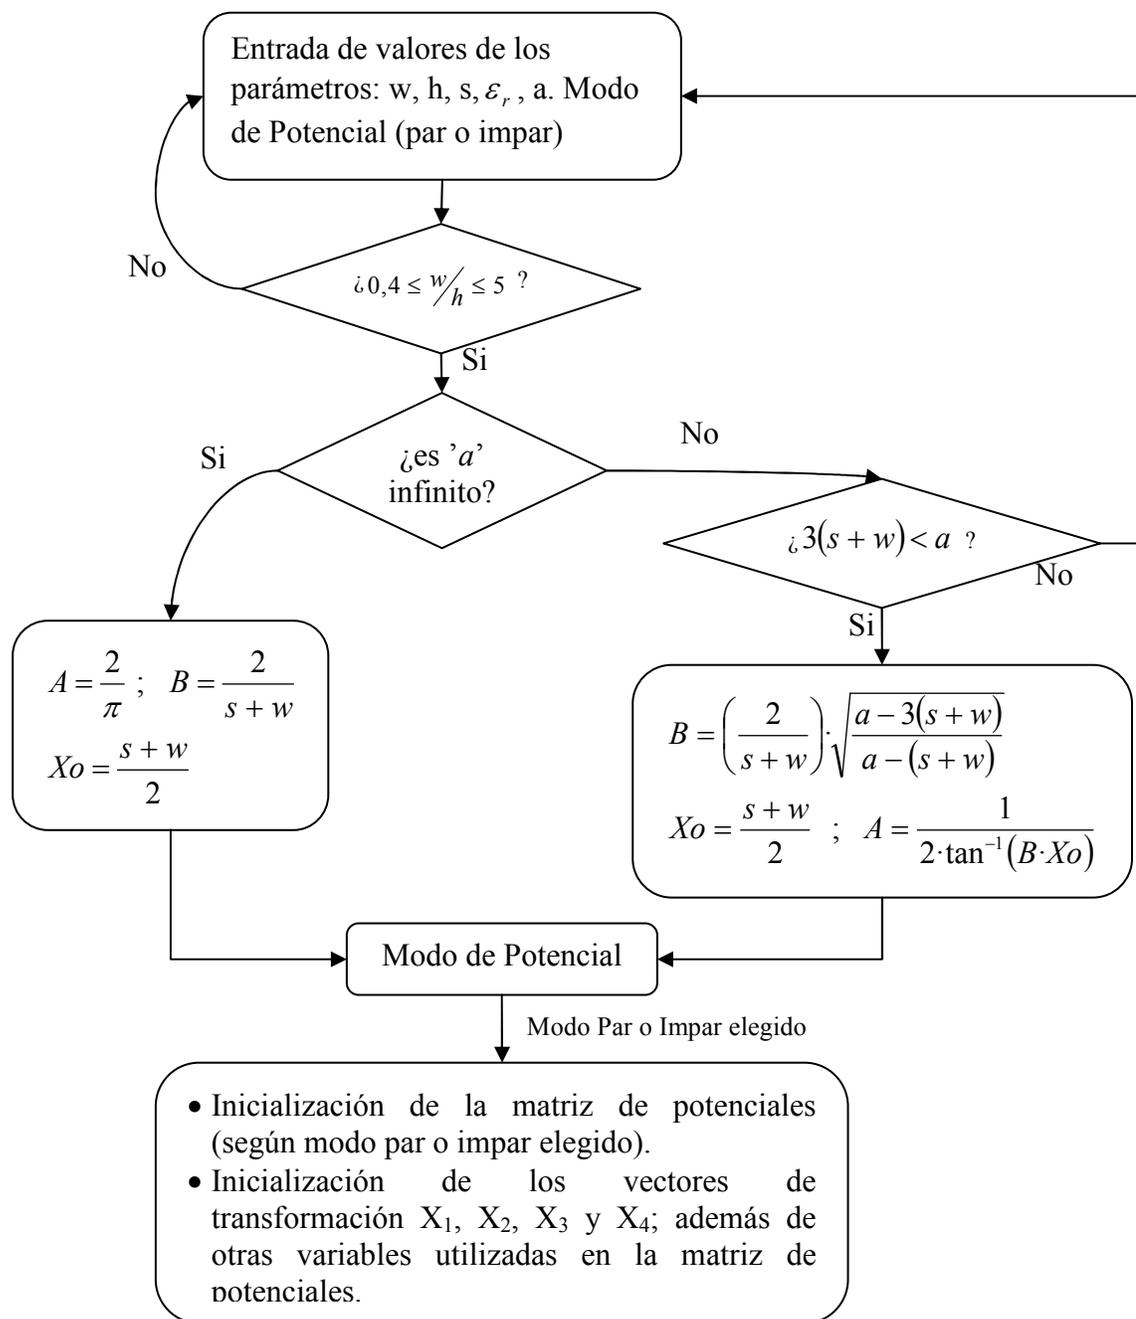 Entrada de valores de los
parámetros: w, h, s, ε_r , a. Modo
de Potencial (par o impar)
No
¿0,4 ≤ w/h ≤ 5 ?
Si
Si
¿es ’a’
infinito?
No
¿3(s + w) < a ?
No
Si
A = 2/π ; B = 2/(s + w)
Xo = (s + w)/2
B = (2/(s + w))·√((a − 3(s + w))/(a − (s + w)))
Xo = (s + w)/2 ; A = 1/(2·tan⁻¹(B·Xo))
Modo de Potencial
Modo Par o Impar elegido
• Inicialización de la matriz de potenciales
(según modo par o impar elegido).
• Inicialización de los vectores de
transformación X₁, X₂, X₃ y X₄; además de
otras variables utilizadas en la matriz de
potenciales.